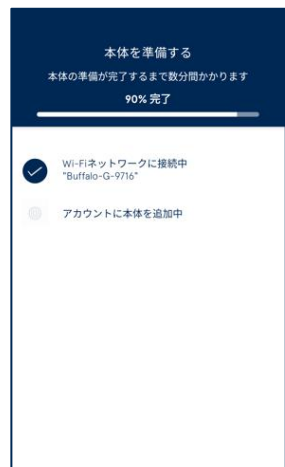 本体を準備する
本体の準備が完了するまで数分間かかります
90% 完了
Wi-Fiネットワークに接続中
"Buffalo-G-9716"
アカウントに本体を追加中